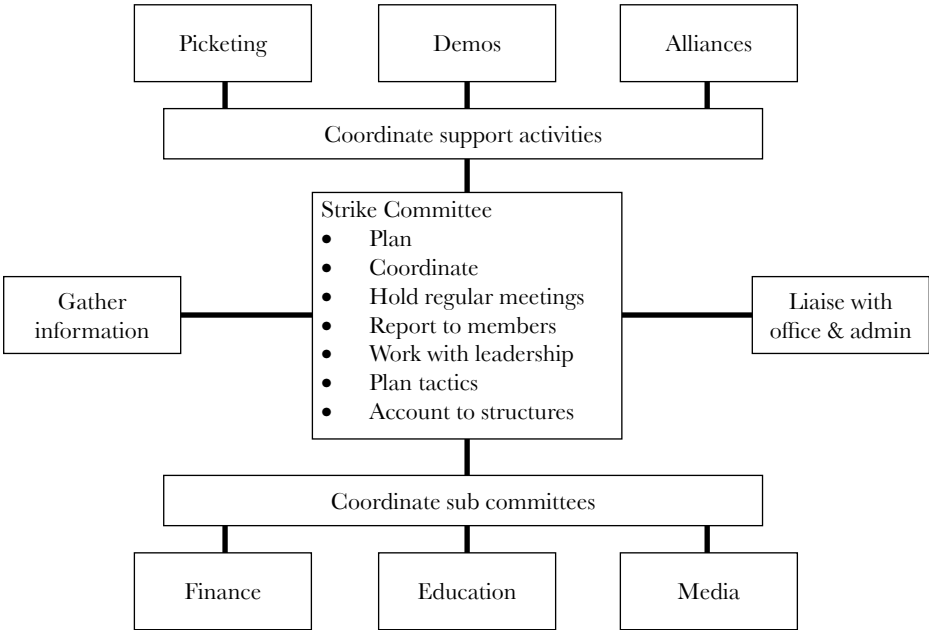 Picketing
Demos
Alliances
Coordinate support activities
Strike Committee
• Plan
• Coordinate
• Hold regular meetings
• Report to members
• Work with leadership
• Plan tactics
• Account to structures
Gather
information
Liaise with
office & admin
Coordinate sub committees
Finance
Education
Media